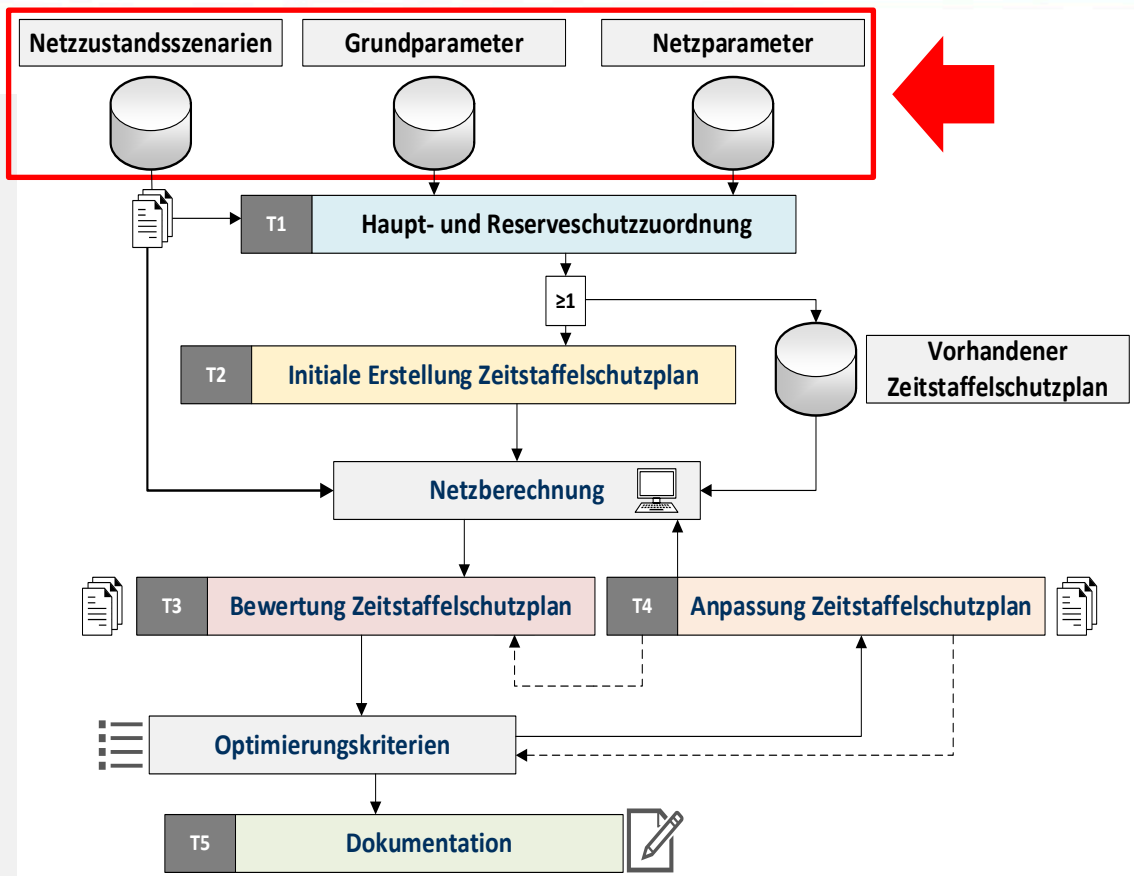 Netzzustandsszenarien
Grundparameter
Netzparameter
T1
Haupt- und Reserveschutzzuordnung
≥1
T2
Initiale Erstellung Zeitstaffelschutzplan
Vorhandener
Zeitstaffelschutzplan
Netzberechnung
T3
Bewertung Zeitstaffelschutzplan
T4
Anpassung Zeitstaffelschutzplan
Optimierungskriterien
T5
Dokumentation